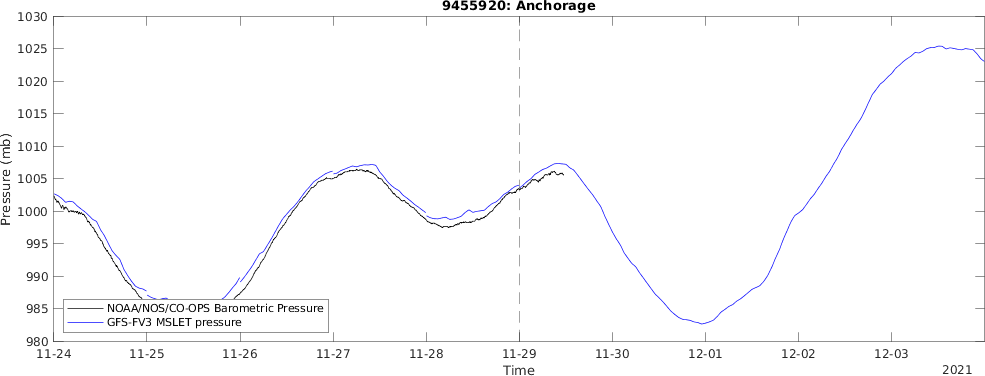 9455920: Anchorage
1030
1025
1020
1015
1010
1005
1000
995
990
985
980
Pressure (mb)
NOAA/NOS/CO-OPS Barometric Pressure
GFS-FV3 MSLET pressure
11-24 11-25 11-26 11-27 11-28 11-29 11-30 12-01 12-02 12-03
Time
2021